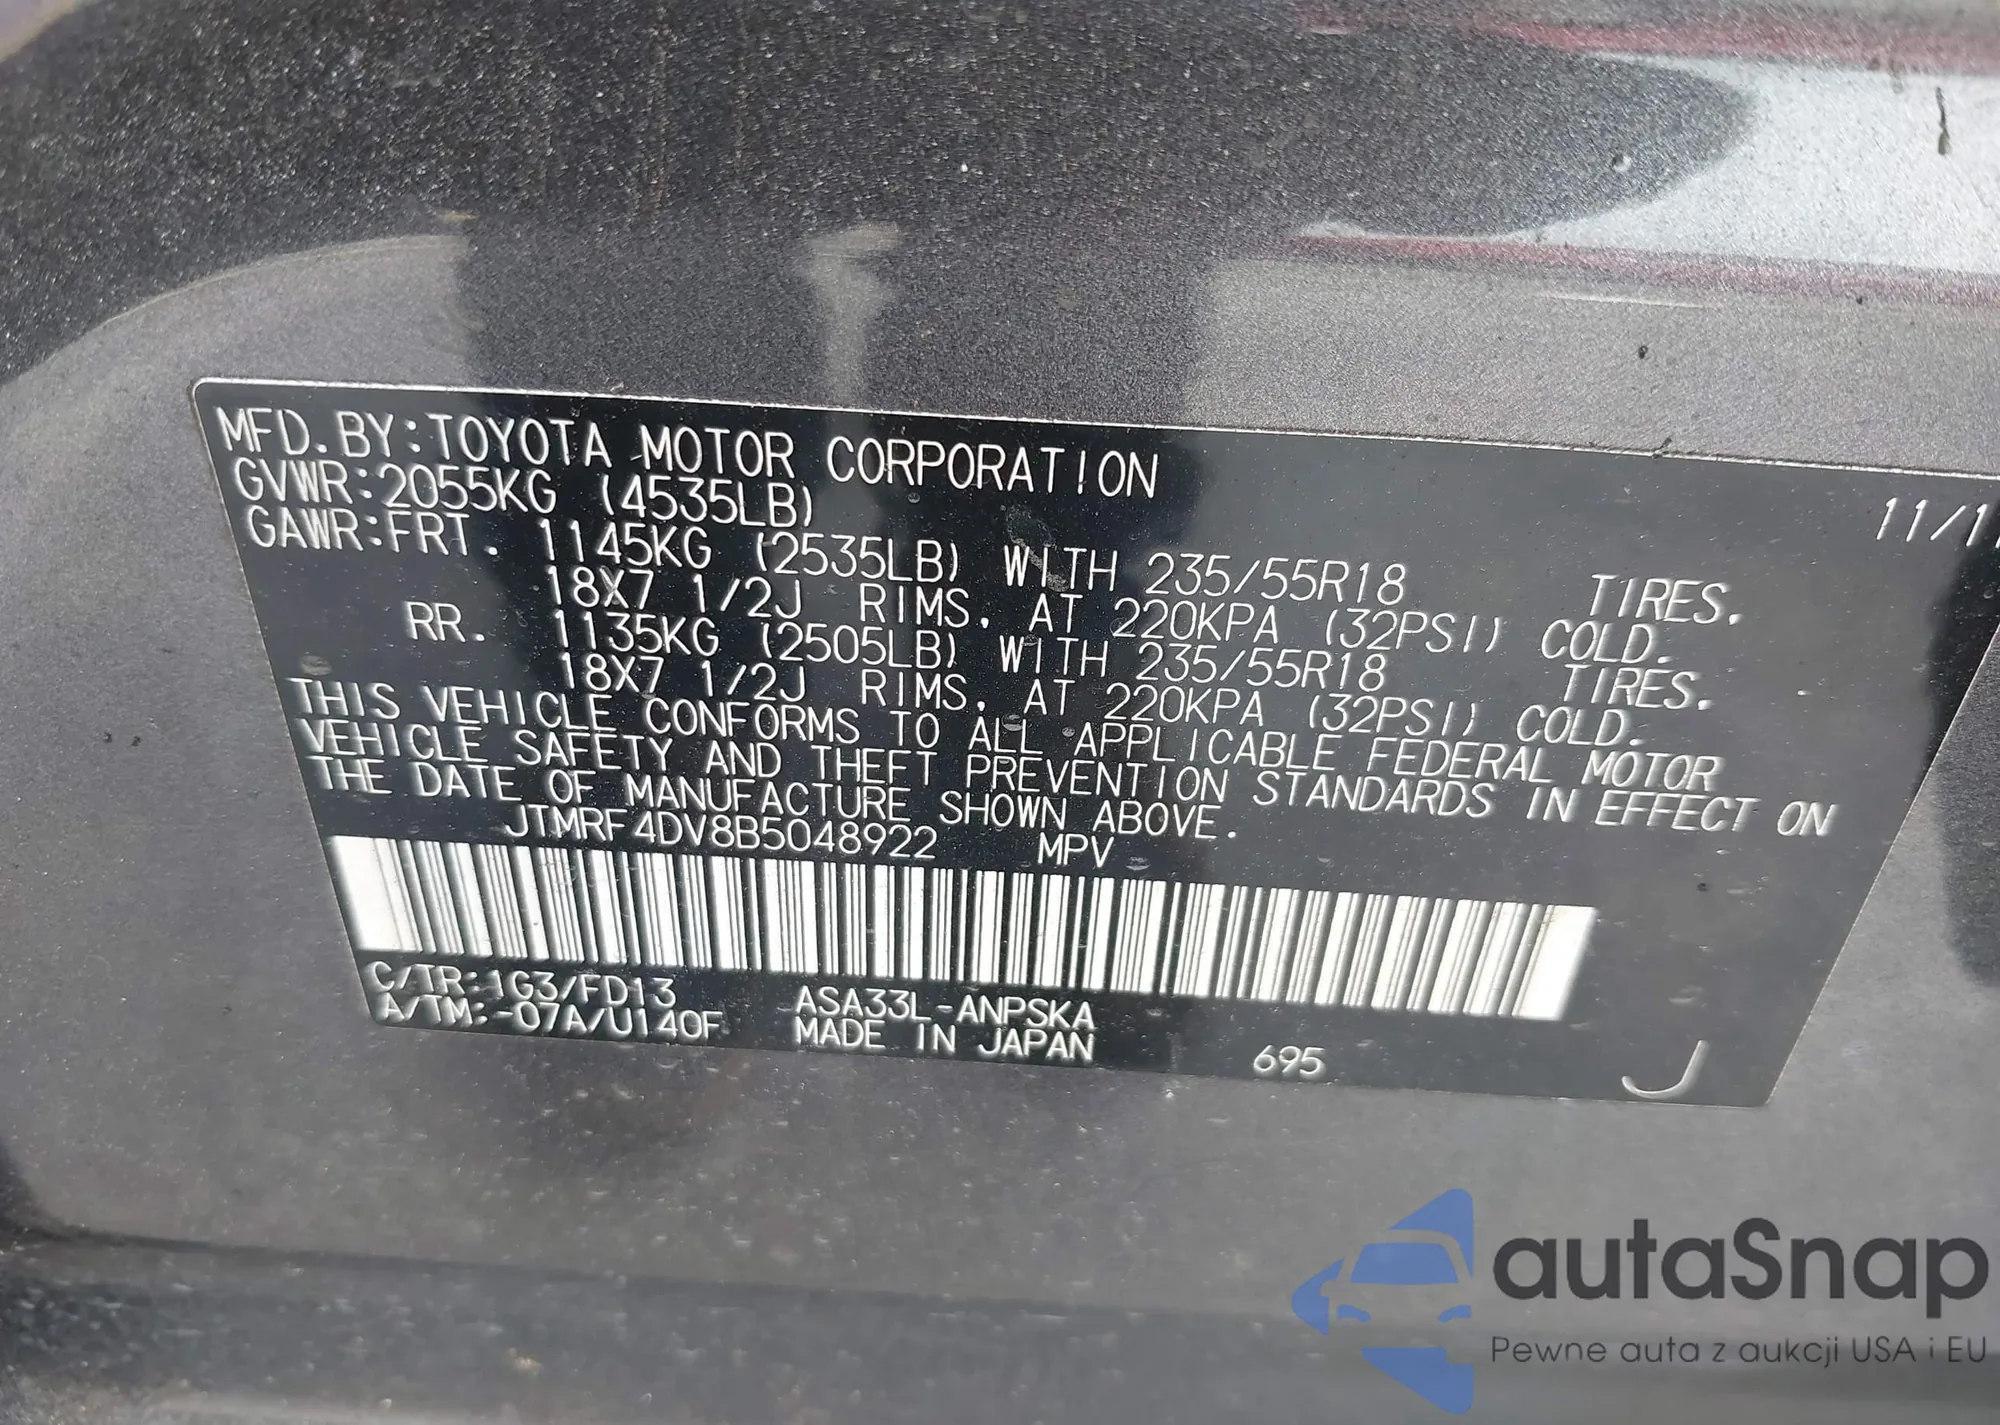 MFD.BY:TOYOTA MOTOR CORPORATION 11/11
GVWR:2055KG (4535LB)
GAWR:FRT. 1145KG (2535LB) WITH 235/55R18 TIRES.
18X7 1/2J RIMS, AT 220KPA (32PSI) COLD.
RR. 1135KG (2505LB) WITH 235/55R18 TIRES.
18X7 1/2J RIMS, AT 220KPA (32PSI) COLD.
THIS VEHICLE CONFORMS TO ALL APPLICABLE FEDERAL MOTOR
VEHICLE SAFETY AND THEFT PREVENTION STANDARDS IN EFFECT ON
THE DATE OF MANUFACTURE SHOWN ABOVE.
JTMRF4DV8B5048922 MPV
C/TR:1G3/FD13 ASA33L-ANPSKA
A/TM:-07A/U140F MADE IN JAPAN 695 J
autaSnap
Pewne auta z aukcji USA i EU